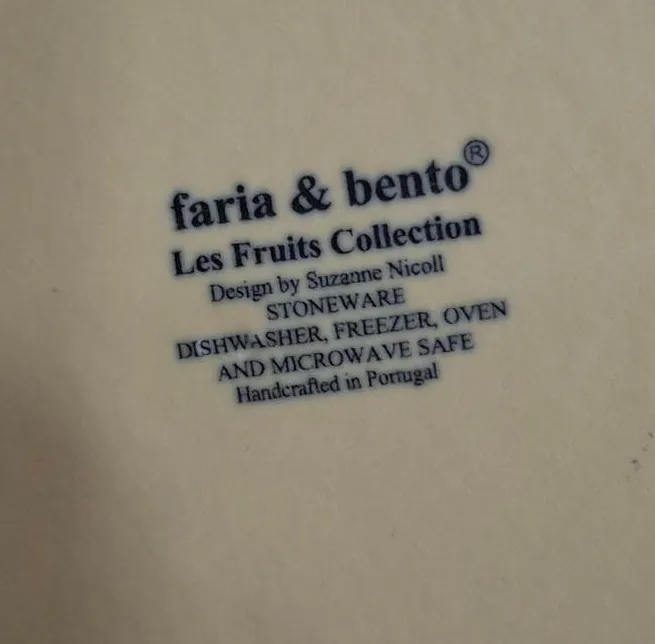 faria & bento®
Les Fruits Collection
Design by Suzanne Nicoll
STONEWARE
DISHWASHER, FREEZER, OVEN
AND MICROWAVE SAFE
Handcrafted in Portugal